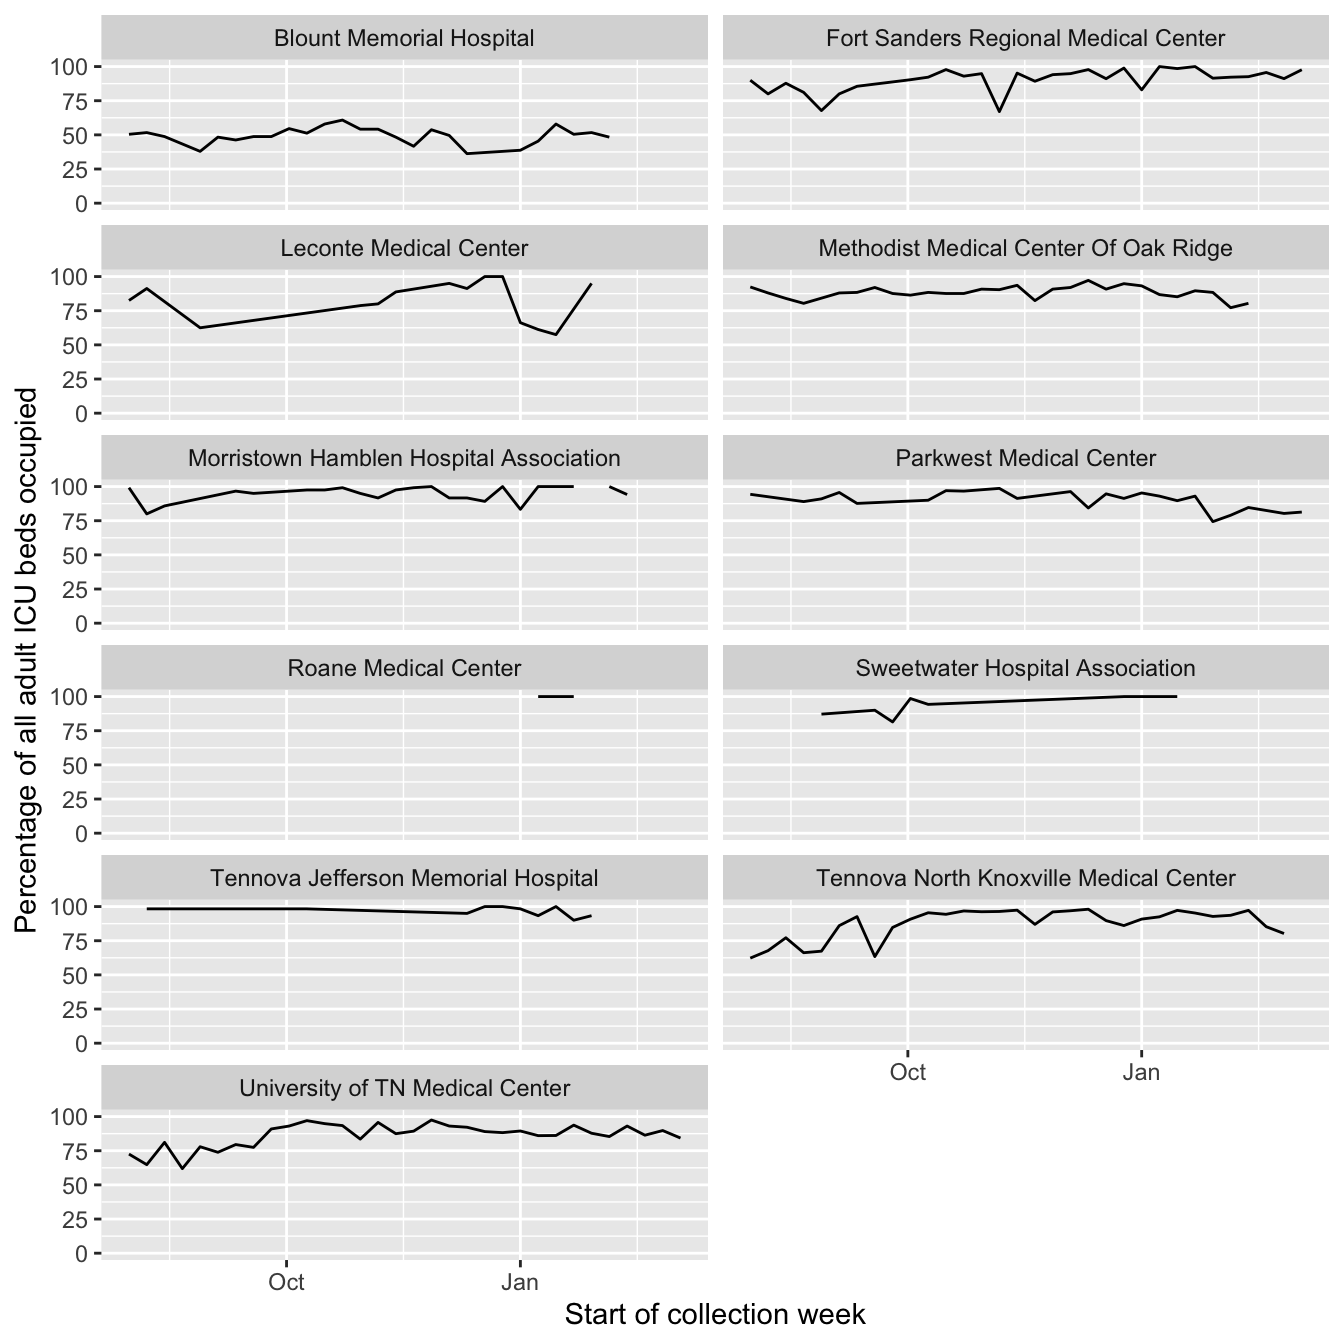 Blount Memorial Hospital
Fort Sanders Regional Medical Center
100
75
50
25
0
Leconte Medical Center
Methodist Medical Center Of Oak Ridge
100
75
50
25
0
Morristown Hamblen Hospital Association
Parkwest Medical Center
100
75
50
25
0
Roane Medical Center
Sweetwater Hospital Association
100
75
50
25
0
Tennova Jefferson Memorial Hospital
Tennova North Knoxville Medical Center
100
75
50
25
0
Oct
Jan
University of TN Medical Center
100
75
50
25
0
Oct
Jan
Start of collection week
Percentage of all adult ICU beds occupied